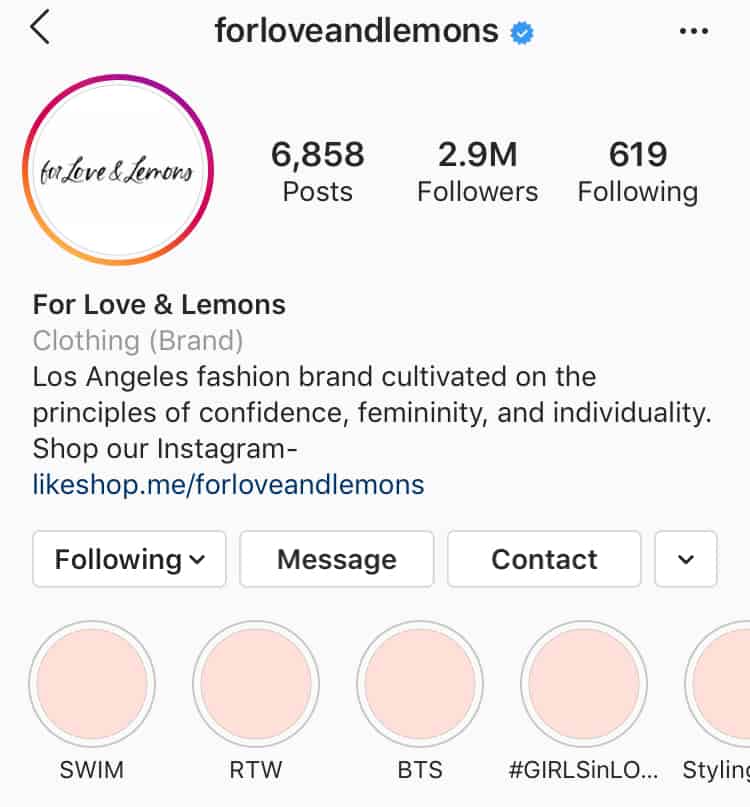 forloveandlemons
for Love & Lemons
6,858
Posts
2.9M
Followers
619
Following
For Love & Lemons
Clothing (Brand)
Los Angeles fashion brand cultivated on the
principles of confidence, femininity, and individuality.
Shop our Instagram-
likeshop.me/forloveandlemons
Following
Message
Contact
SWIM
RTW
BTS
#GIRLSinLO...
Styling